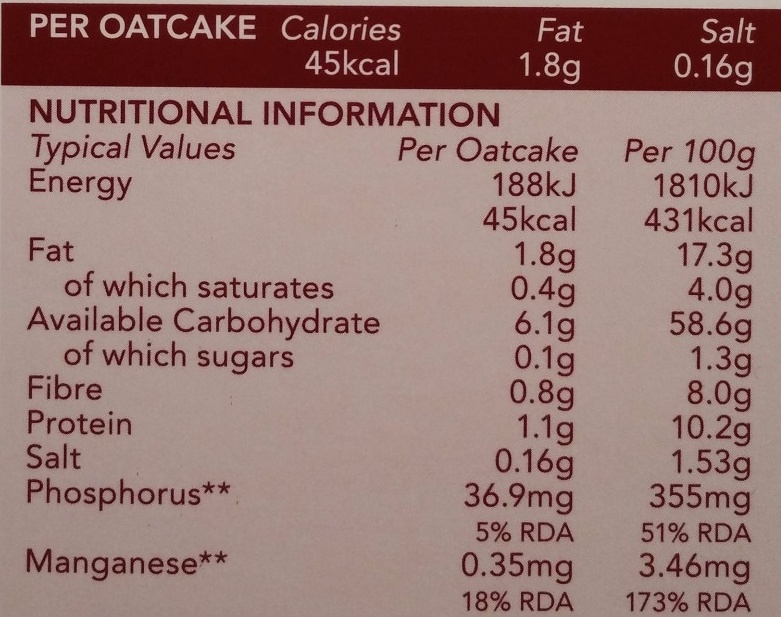 PER OATCAKE Calories Fat Salt
45kcal 1.8g 0.16g
NUTRITIONAL INFORMATION
Typical Values Per Oatcake Per 100g
Energy 188kJ 1810kJ
45kcal 431kcal
Fat 1.8g 17.3g
of which saturates 0.4g 4.0g
Available Carbohydrate 6.1g 58.6g
of which sugars 0.1g 1.3g
Fibre 0.8g 8.0g
Protein 1.1g 10.2g
Salt 0.16g 1.53g
Phosphorus** 36.9mg 355mg
5% RDA 51% RDA
Manganese** 0.35mg 3.46mg
18% RDA 173% RDA